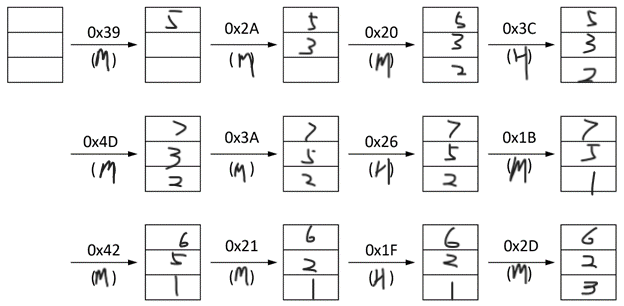 0x39 5 0x2A 5 0x20 5 0x3C 5
(M) (M) 3 (M) 3 (H) 3
2 2
0x4D 7 0x3A 7 0x26 7 0x1B 7
(M 3 (M) 5 (H) 5 (M) 5
2 2 2 1
0x42 6 0x21 6 0x1F 6 0x2D 6
(M) 5 (M) 2 (H) 2 (M) 2
1 1 1 3